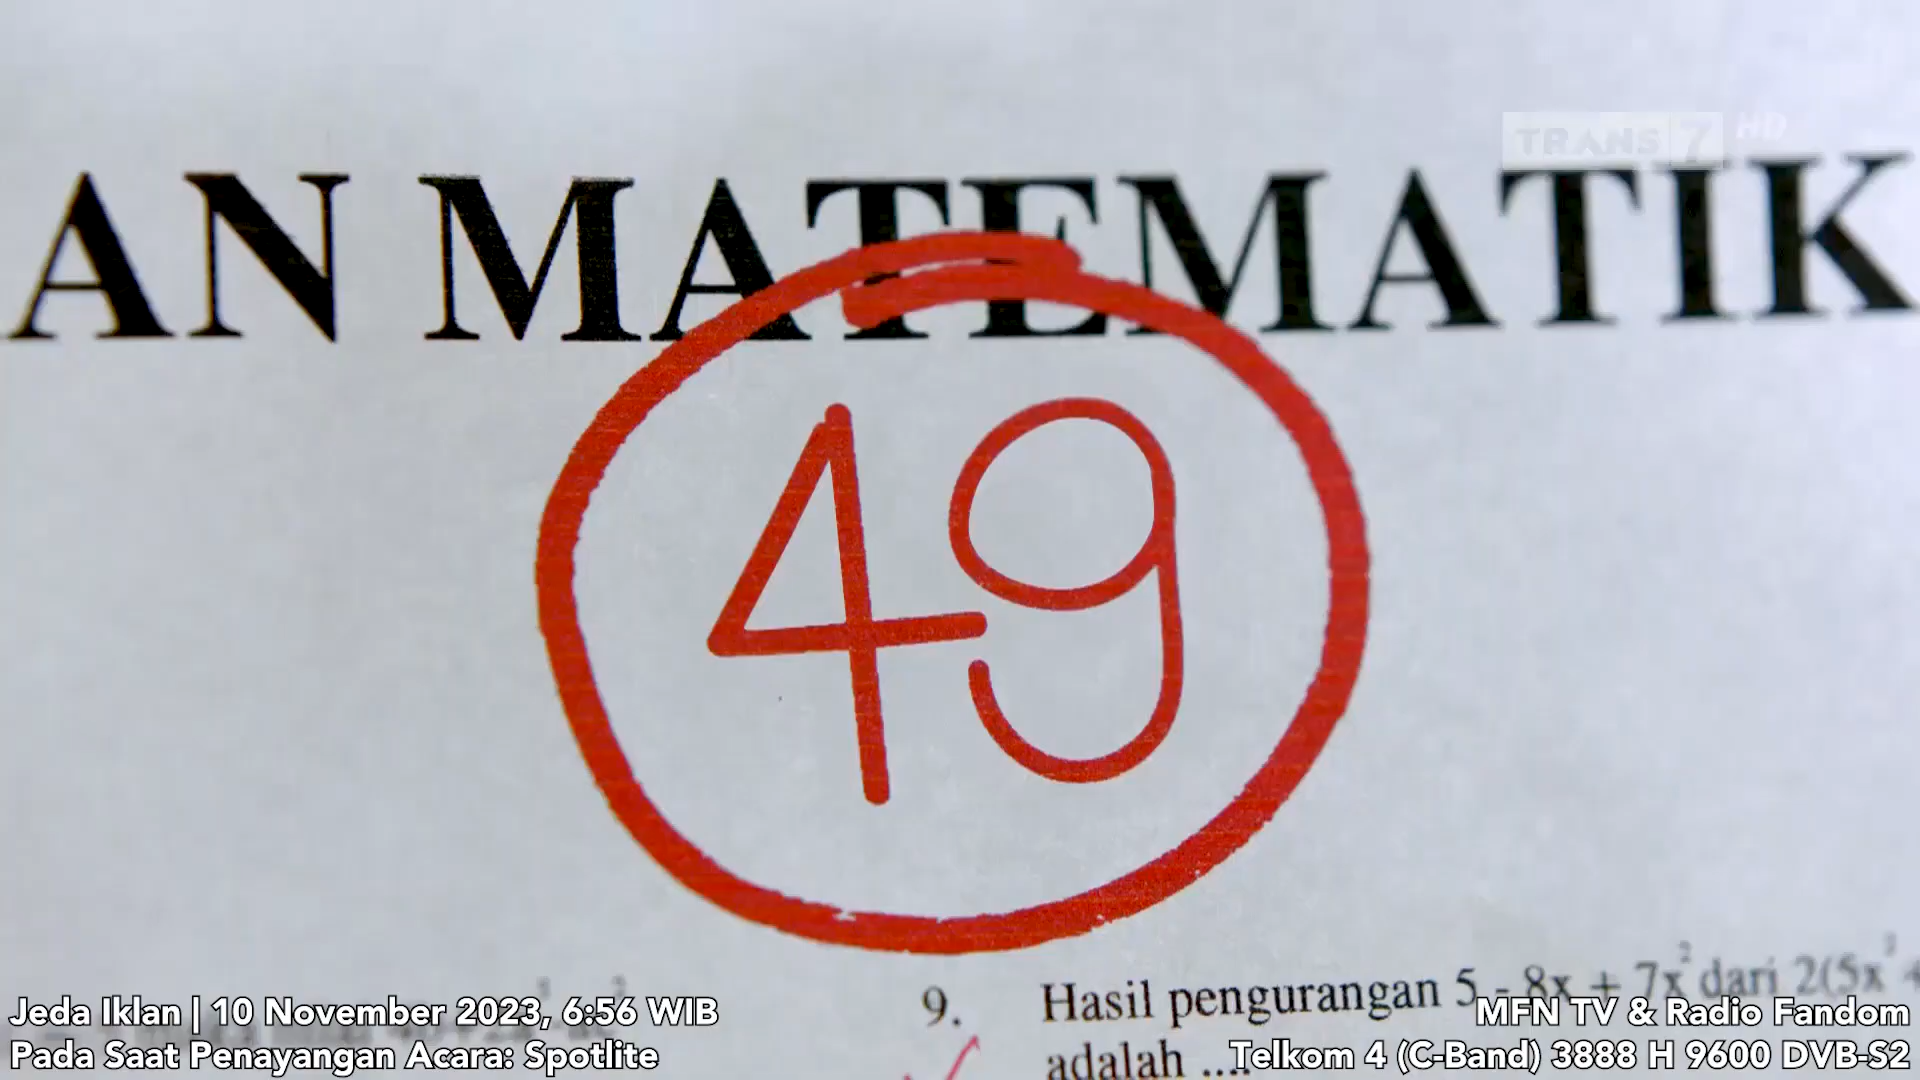 TRANS 7 HD
AN MATEMATIK
49
9. Hasil pengurangan 5 - 8x + 7x² dari 2(5x²
adalah ....
Jeda Iklan | 10 November 2023, 6:56 WIB
Pada Saat Penayangan Acara: Spotlite
MFN TV & Radio Fandom
Telkom 4 (C-Band) 3888 H 9600 DVB-S2